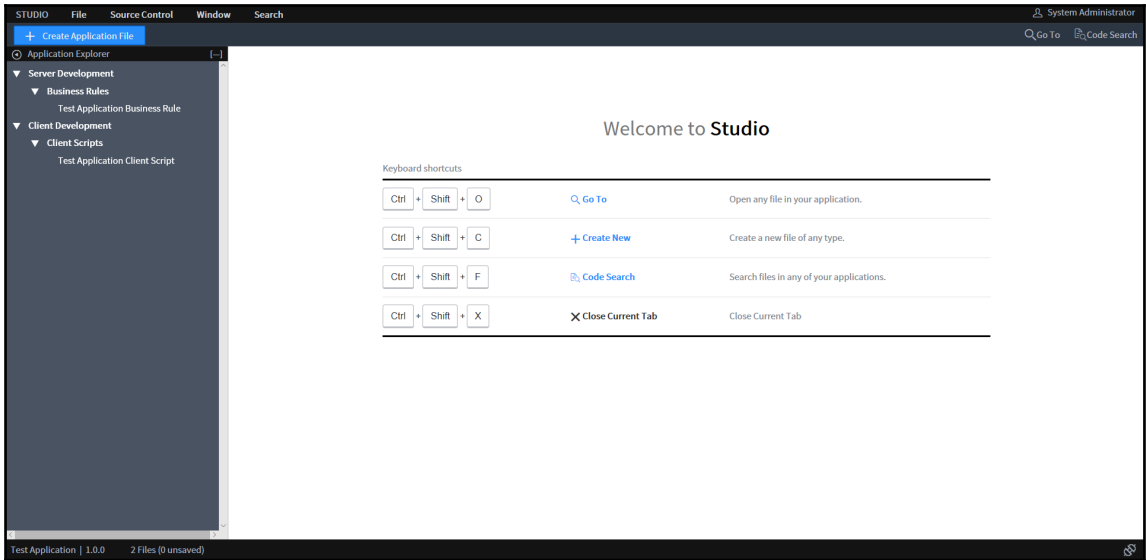 STUDIO File Source Control Window Search System Administrator
+ Create Application File Go To Code Search
Application Explorer [—]
Server Development
Business Rules
Test Application Business Rule
Client Development
Client Scripts
Test Application Client Script
Welcome to Studio
Keyboard shortcuts
Ctrl + Shift + O Go To Open any file in your application.
Ctrl + Shift + C Create New Create a new file of any type.
Ctrl + Shift + F Code Search Search files in any of your applications.
Ctrl + Shift + X Close Current Tab Close Current Tab
Test Application | 1.0.0 2 Files (0 unsaved)